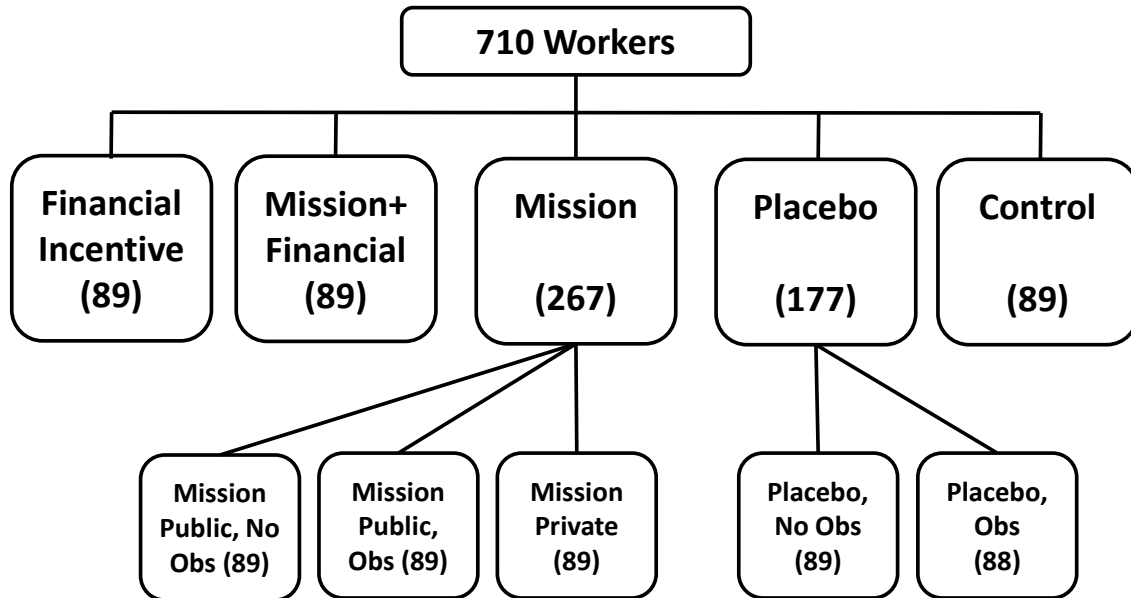 710 Workers
Financial
Incentive
(89)
Mission+
Financial
(89)
Mission
(267)
Placebo
(177)
Control
(89)
Mission
Public, No
Obs (89)
Mission
Public,
Obs (89)
Mission
Private
(89)
Placebo,
No Obs
(89)
Placebo,
Obs
(88)